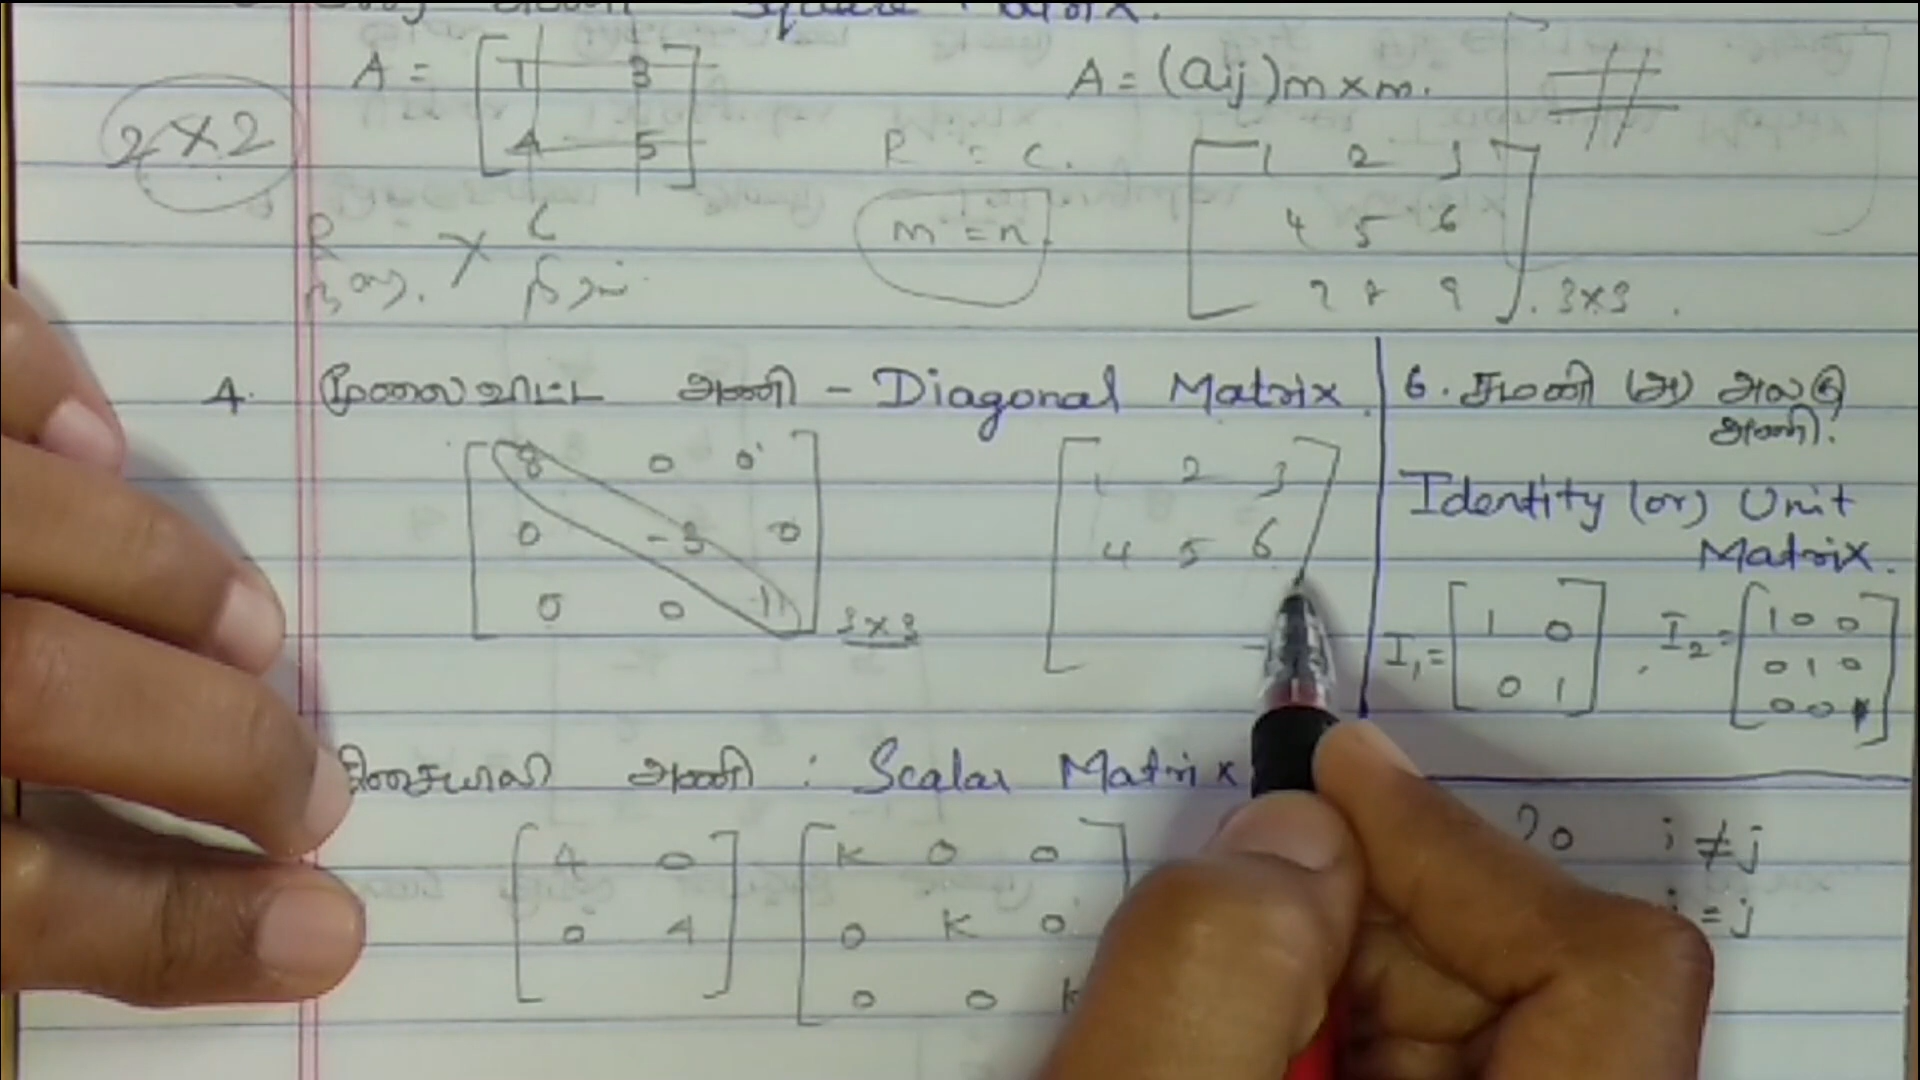 Square Matrix.
A = [ 1 3
4 5 ]
2 × 2
R × C
A = (aij)m×m.
R = C.
m = n.
[ 1 2 3
4 5 6
7 8 9 ] . 3×3 .
4. மூலைவிட்ட அணி - Diagonal Matrix.
[ 8 0 0
0 -3 0
0 0 11 ] 3×3
[ 1 2 3
4 5 6
6. சமனி (அ) அலகு
அணி.
Identity (or) Unit
Matrix.
I₁ = [ 1 0
0 1 ] , I₂ = [ 1 0 0
0 1 0
0 0 1 ]
திசையிலி அணி : Scalar Matrix
[ 4 0
0 4 ]
[ K 0 0
0 K 0
0 0 K
0 i ≠ j
= j